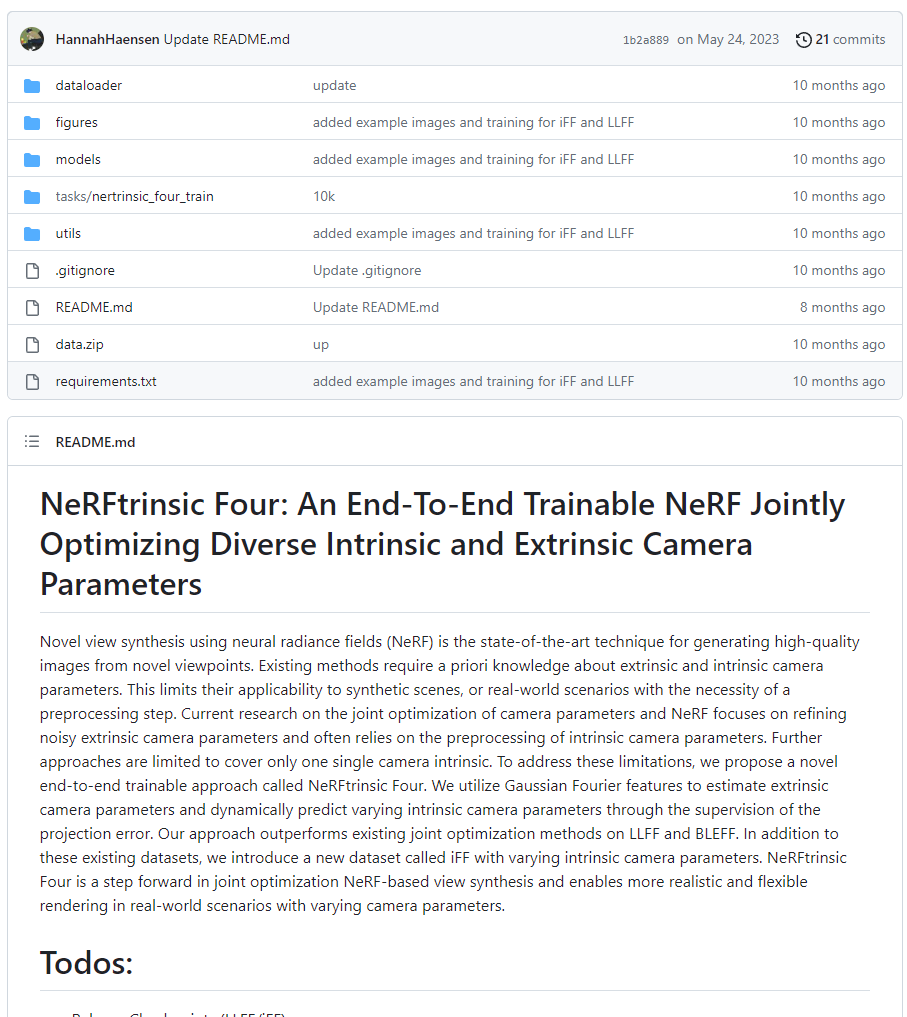 HannahHaensen Update README.md 1b2a889 on May 24, 2023 21 commits
dataloader update 10 months ago
figures added example images and training for iFF and LLFF 10 months ago
models added example images and training for iFF and LLFF 10 months ago
tasks/nertrinsic_four_train 10k 10 months ago
utils added example images and training for iFF and LLFF 10 months ago
.gitignore Update .gitignore 10 months ago
README.md Update README.md 8 months ago
data.zip up 10 months ago
requirements.txt added example images and training for iFF and LLFF 10 months ago
README.md
NeRFtrinsic Four: An End-To-End Trainable NeRF Jointly
Optimizing Diverse Intrinsic and Extrinsic Camera
Parameters
Novel view synthesis using neural radiance fields (NeRF) is the state-of-the-art technique for generating high-quality
images from novel viewpoints. Existing methods require a priori knowledge about extrinsic and intrinsic camera
parameters. This limits their applicability to synthetic scenes, or real-world scenarios with the necessity of a
preprocessing step. Current research on the joint optimization of camera parameters and NeRF focuses on refining
noisy extrinsic camera parameters and often relies on the preprocessing of intrinsic camera parameters. Further
approaches are limited to cover only one single camera intrinsic. To address these limitations, we propose a novel
end-to-end trainable approach called NeRFtrinsic Four. We utilize Gaussian Fourier features to estimate extrinsic
camera parameters and dynamically predict varying intrinsic camera parameters through the supervision of the
projection error. Our approach outperforms existing joint optimization methods on LLFF and BLEFF. In addition to
these existing datasets, we introduce a new dataset called iFF with varying intrinsic camera parameters. NeRFtrinsic
Four is a step forward in joint optimization NeRF-based view synthesis and enables more realistic and flexible
rendering in real-world scenarios with varying camera parameters.
Todos: